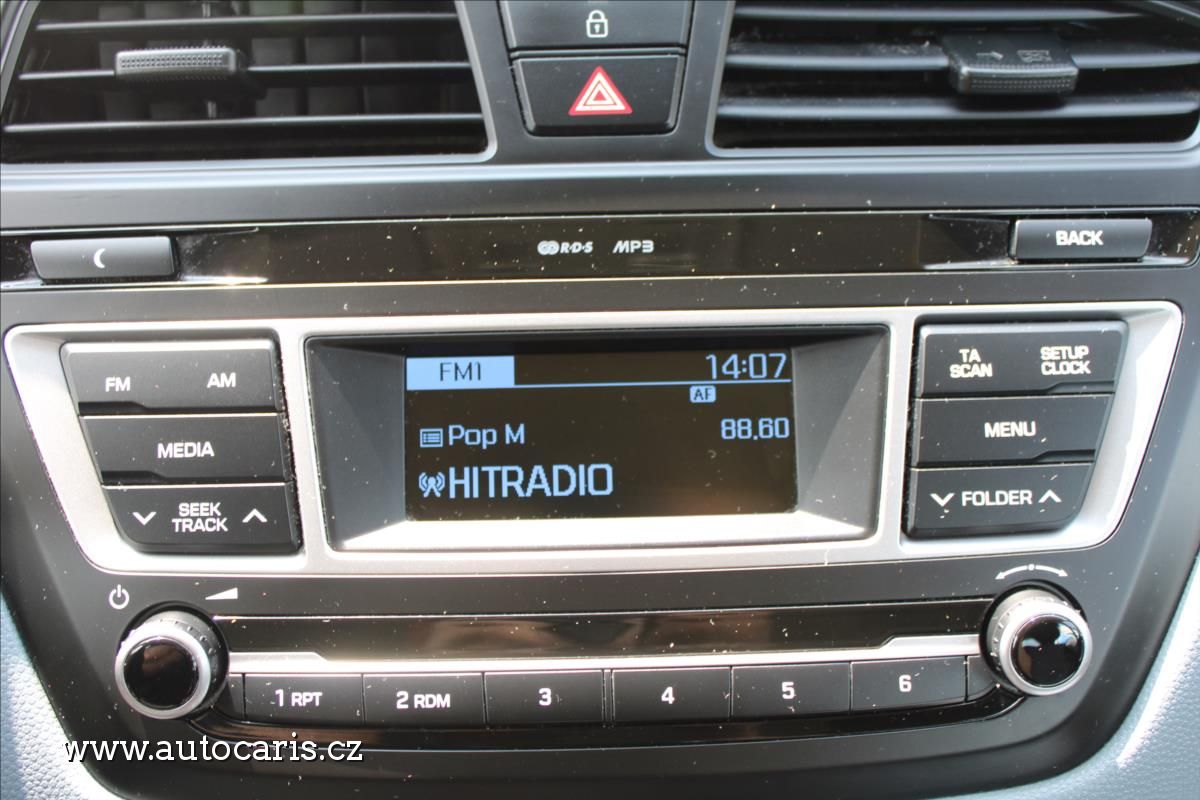 R·D·S MP3
BACK
FM AM
MEDIA
SEEK
TRACK
FM1 14:07
AF
Pop M 88.60
HITRADIO
TA
SCAN
SETUP
CLOCK
MENU
FOLDER
1 RPT 2 RDM 3 4 5 6
www.autocaris.cz